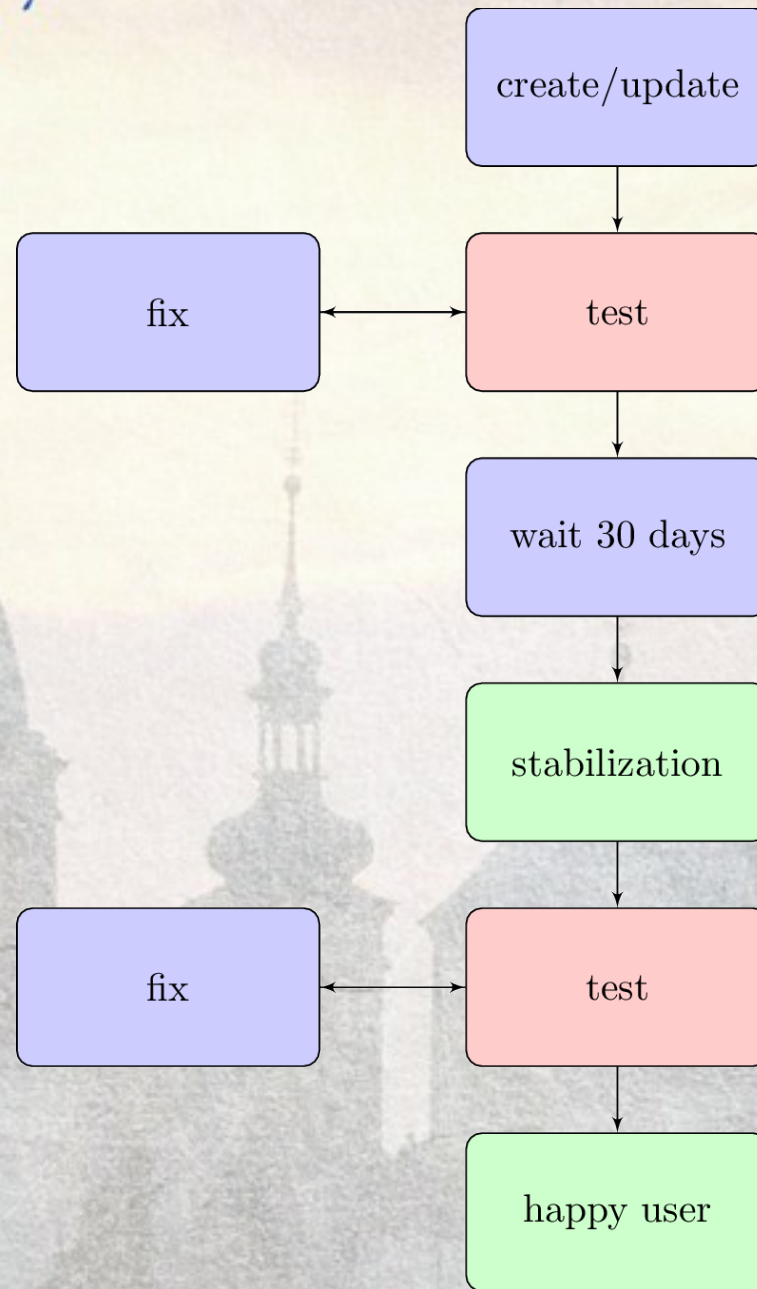 create/update
fix
test
wait 30 days
stabilization
fix
test
happy user